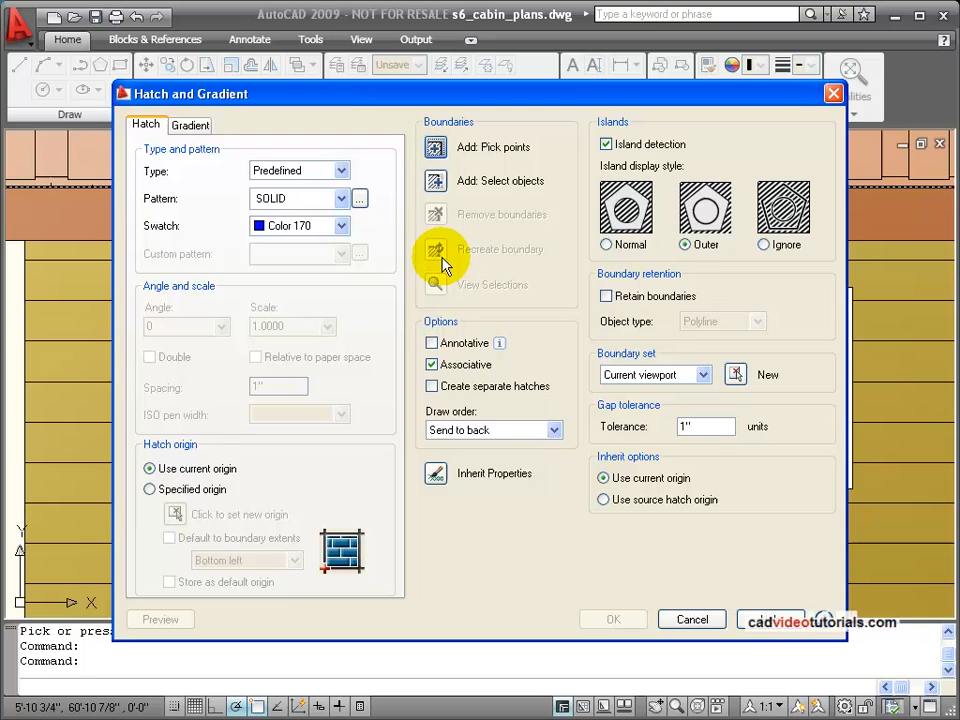 AutoCAD 2009 - NOT FOR RESALE s6_cabin_plans.dwg
Type a keyword or phrase
Home Blocks & References Annotate Tools View Output
Unsave
Draw
Hatch and Gradient
Hatch Gradient
Type and pattern
Type: Predefined
Pattern: SOLID ...
Swatch: Color 170
Custom pattern: ...
Angle and scale
Angle: Scale:
0 1.0000
Double Relative to paper space
Spacing: 1"
ISO pen width:
Hatch origin
Use current origin
Specified origin
Click to set new origin
Default to boundary extents
Bottom left
Store as default origin
Preview
Boundaries
Add: Pick points
Add: Select objects
Remove boundaries
Recreate boundary
View Selections
Options
Annotative
Associative
Create separate hatches
Draw order:
Send to back
Inherit Properties
Islands
Island detection
Island display style:
Normal Outer Ignore
Boundary retention
Retain boundaries
Object type: Polyline
Boundary set
Current viewport New
Gap tolerance
Tolerance: 1" units
Inherit options
Use current origin
Use source hatch origin
OK Cancel
cadvideotutorials.com
Y
X
Pick or pres
Command:
Command:
5'-10 3/4", 60'-10 7/8", 0'-0" 1:1